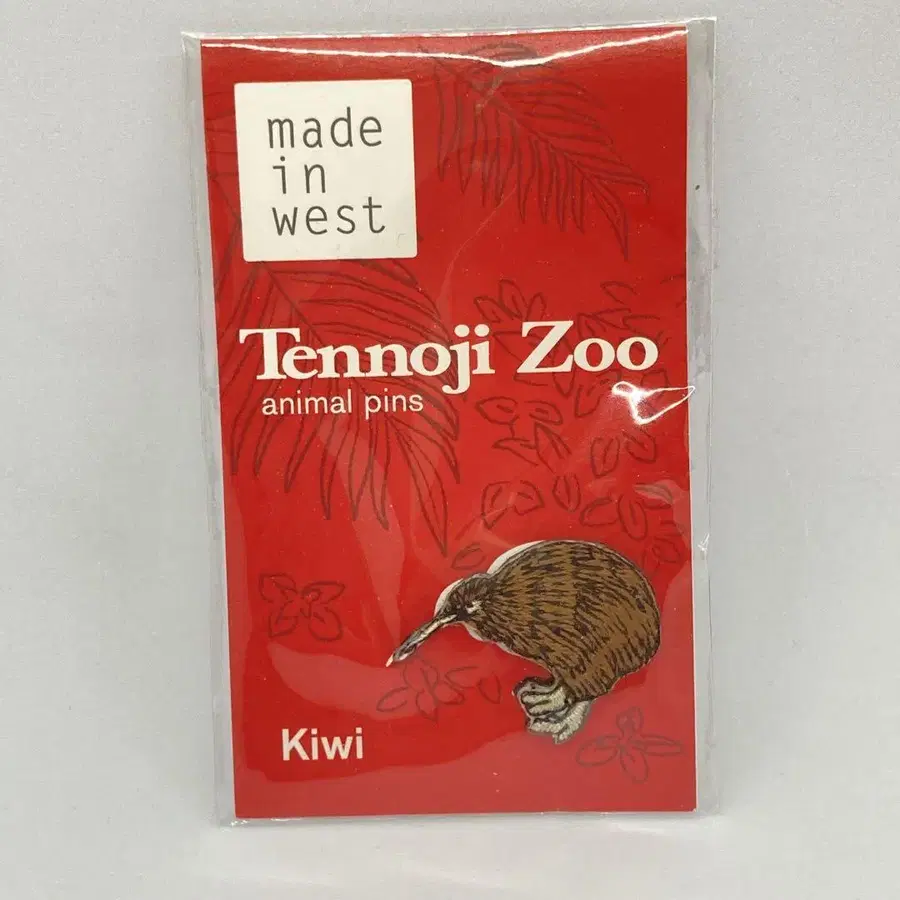 made
in
west
Tennoji Zoo
animal pins
Kiwi